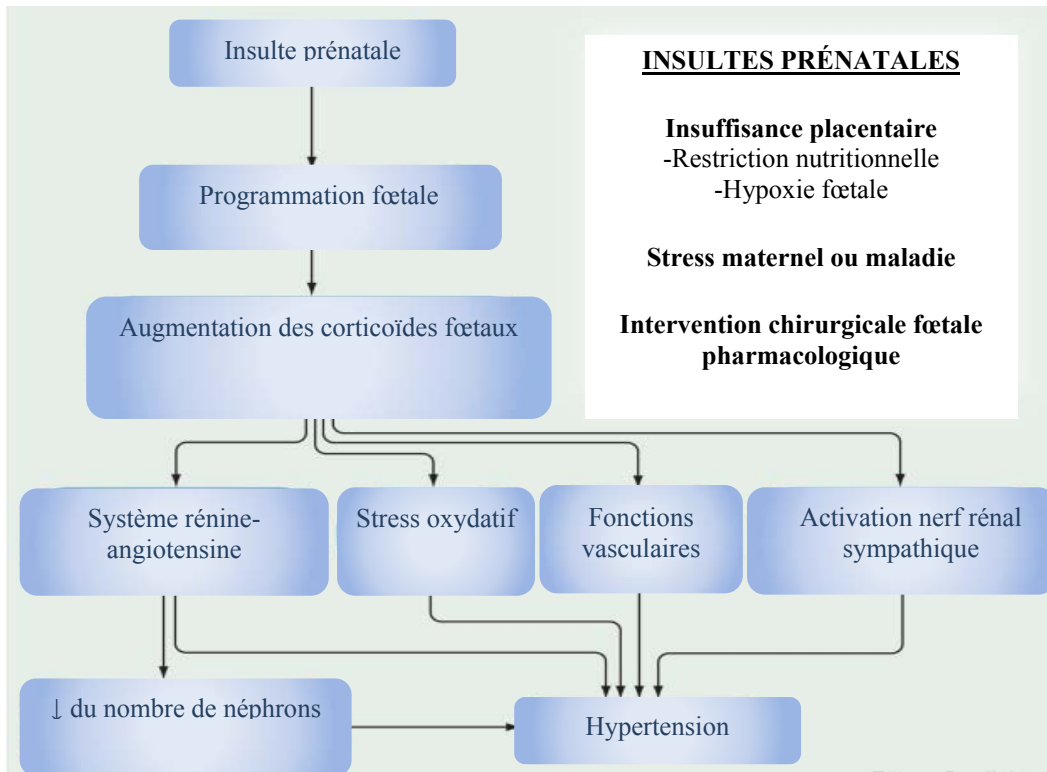 Insulte prénatale
INSULTES PRÉNATALES
Insuffisance placentaire
-Restriction nutritionnelle
-Hypoxie fœtale
Stress maternel ou maladie
Intervention chirurgicale fœtale
pharmacologique
Programmation fœtale
Augmentation des corticoïdes fœtaux
Système rénine-
angiotensine
Stress oxydatif
Fonctions
vasculaires
Activation nerf rénal
sympathique
↓ du nombre de néphrons
Hypertension